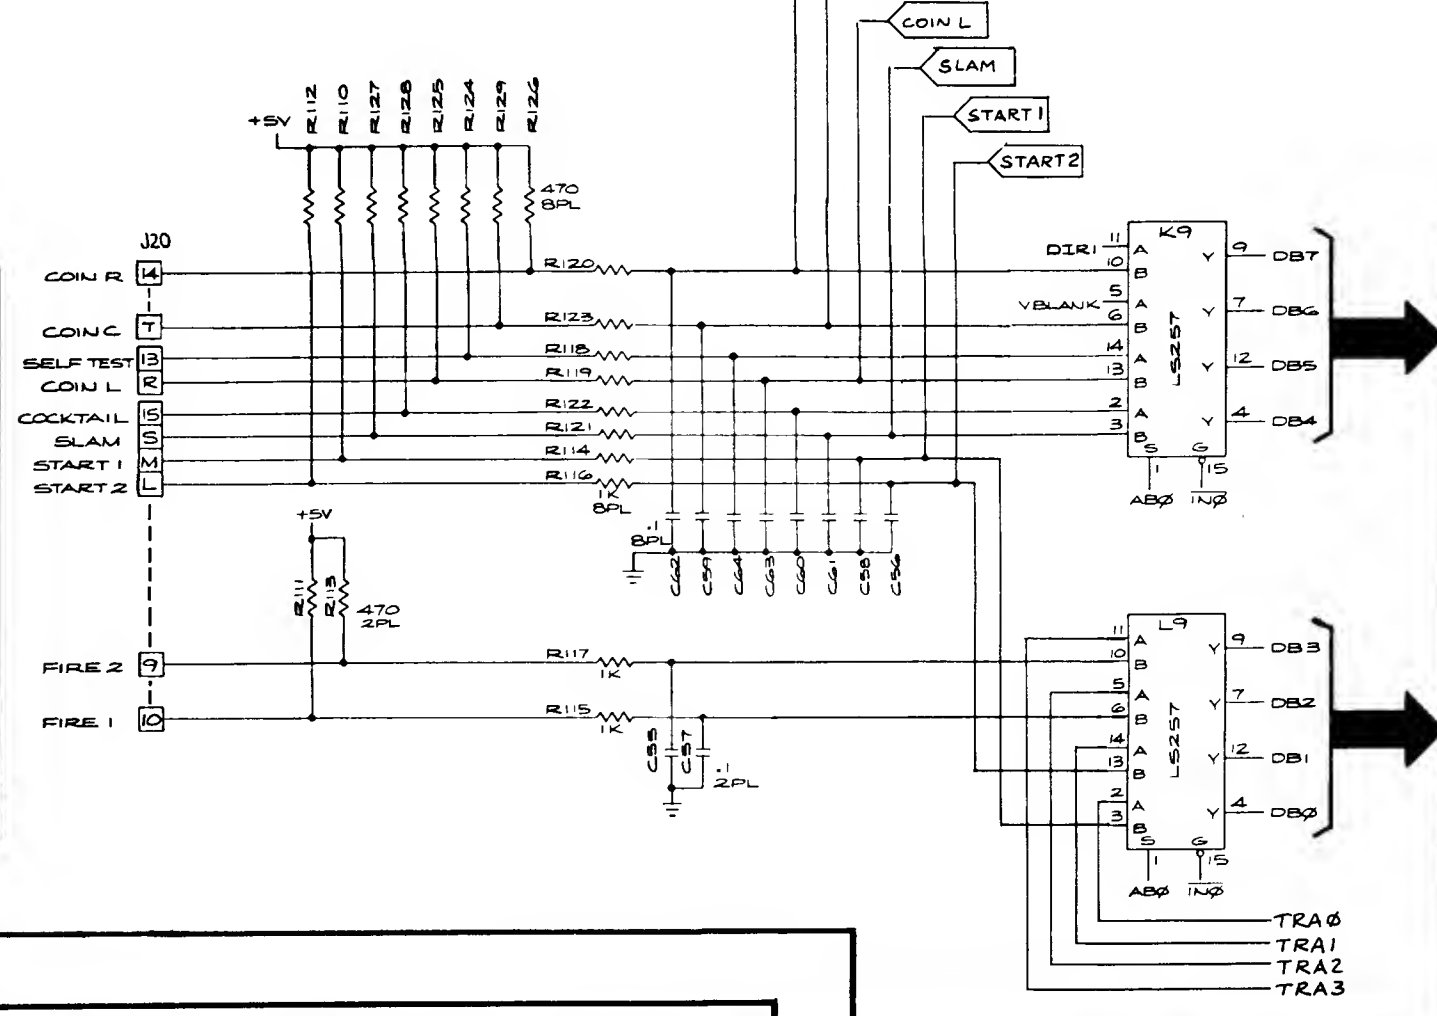 COIN L
SLAM
START 1
START 2
+5V
R112
R110
R127
R128
R125
R124
R129
R126
470
8PL
J20
COIN R 14
COIN C T
SELF TEST 13
COIN L R
COCKTAIL 15
SLAM S
START 1 M
START 2 L
R120
R123
R118
R119
R122
R121
R114
R116
1K
8PL
.1
8PL
C62
C59
C64
C63
C60
C61
C58
C56
DIR1 11 A
10 B
VBLANK 5 A
6 B
14 A
13 B
2 A
3 B
K9
LS257
Y 9 DB7
Y 7 DB6
Y 12 DB5
Y 4 DB4
S G
1 15
ABØ INØ
+5V
R111
R113
470
2PL
FIRE 2 9
FIRE 1 10
R117
1K
R115
1K
C55
C57
.1
2PL
11 A
10 B
5 A
6 B
14 A
13 B
2 A
3 B
L9
LS257
Y 9 DB3
Y 7 DB2
Y 12 DB1
Y 4 DBØ
S G
1 15
ABØ INØ
TRAØ
TRA1
TRA2
TRA3